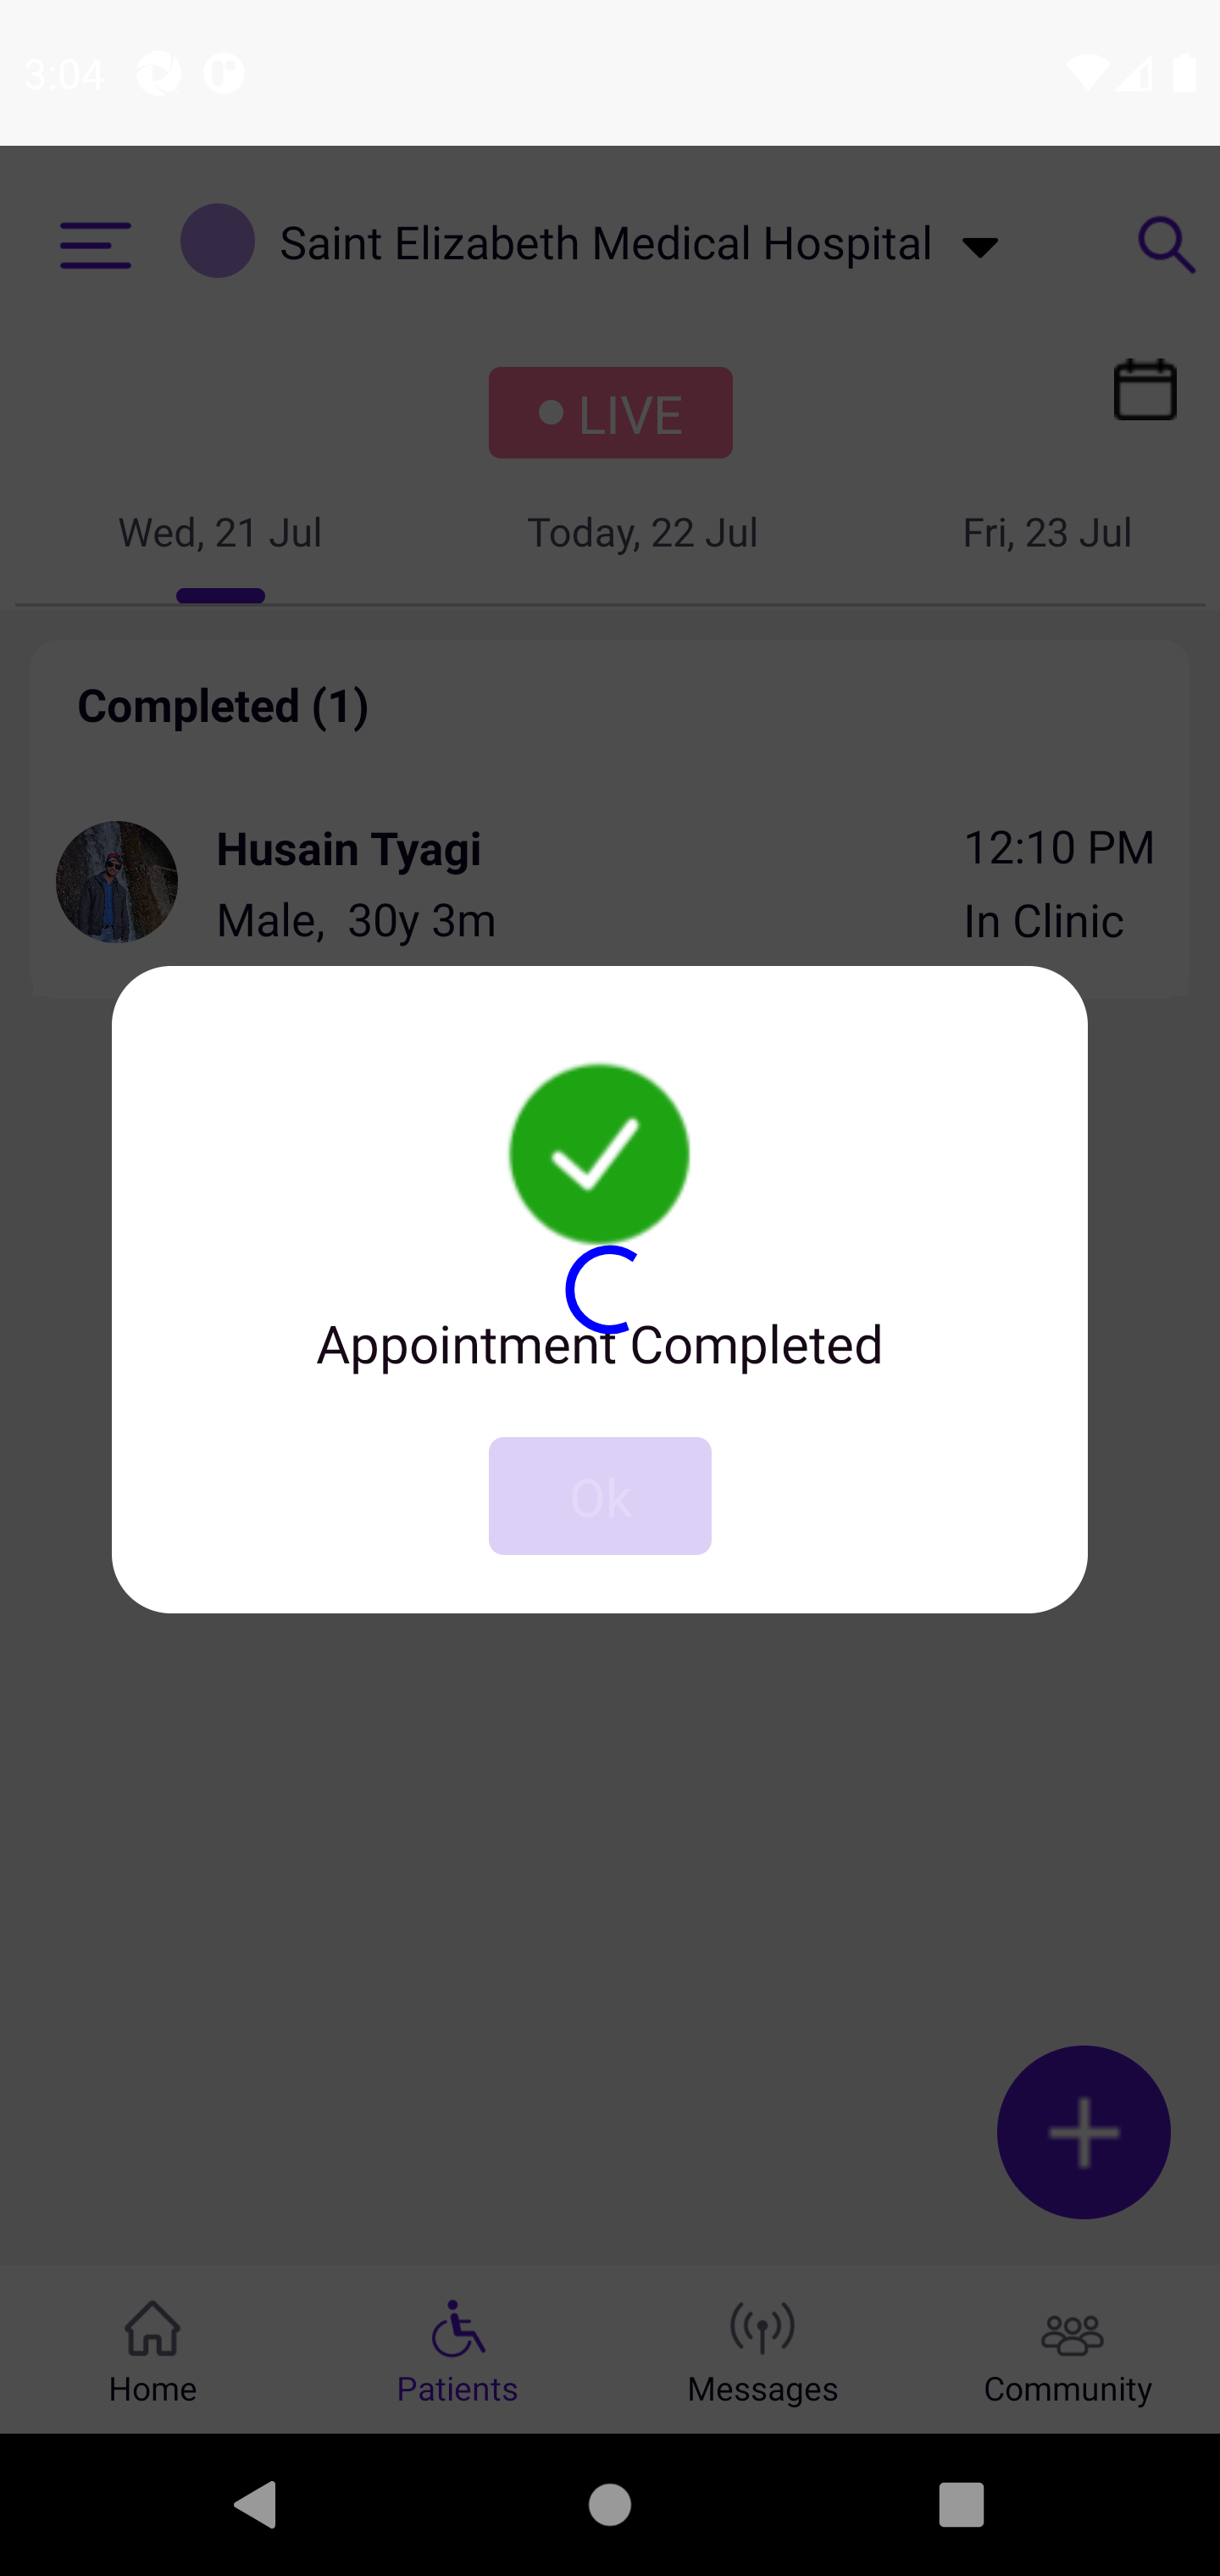 3:04
Saint Elizabeth Medical Hospital
LIVE
Wed, 21 Jul
Today, 22 Jul
Fri, 23 Jul
Completed (1)
Husain Tyagi
12:10 PM
Male, 30y 3m
In Clinic
Appointment Completed
Ok
Home
Patients
Messages
Community